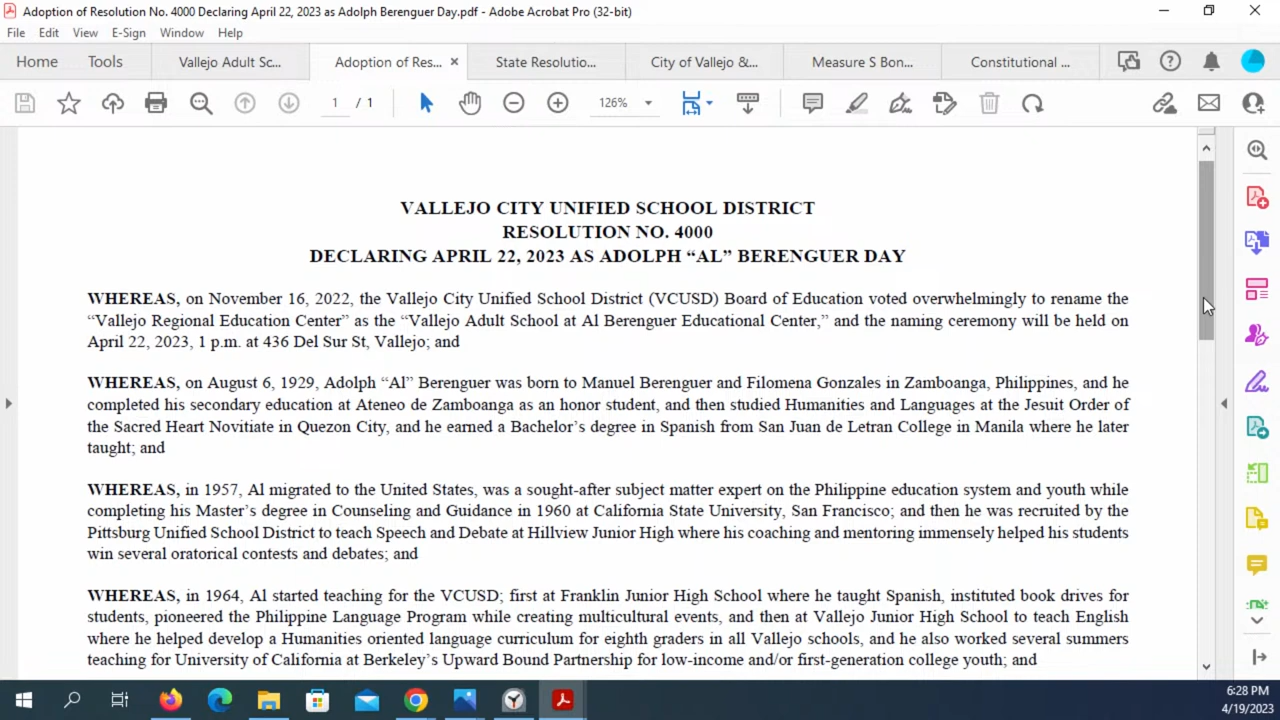 Adoption of Resolution No. 4000 Declaring April 22, 2023 as Adolph Berenguer Day.pdf - Adobe Acrobat Pro (32-bit)
File Edit View E-Sign Window Help
Home Tools Vallejo Adult Sc... Adoption of Res... × State Resolutio... City of Vallejo &... Measure S Bon... Constitutional ...
1 / 1 126%
VALLEJO CITY UNIFIED SCHOOL DISTRICT
RESOLUTION NO. 4000
DECLARING APRIL 22, 2023 AS ADOLPH “AL” BERENGUER DAY
WHEREAS, on November 16, 2022, the Vallejo City Unified School District (VCUSD) Board of Education voted overwhelmingly to rename the
“Vallejo Regional Education Center” as the “Vallejo Adult School at Al Berenguer Educational Center,” and the naming ceremony will be held on
April 22, 2023, 1 p.m. at 436 Del Sur St, Vallejo; and
WHEREAS, on August 6, 1929, Adolph “Al” Berenguer was born to Manuel Berenguer and Filomena Gonzales in Zamboanga, Philippines, and he
completed his secondary education at Ateneo de Zamboanga as an honor student, and then studied Humanities and Languages at the Jesuit Order of
the Sacred Heart Novitiate in Quezon City, and he earned a Bachelor’s degree in Spanish from San Juan de Letran College in Manila where he later
taught; and
WHEREAS, in 1957, Al migrated to the United States, was a sought-after subject matter expert on the Philippine education system and youth while
completing his Master’s degree in Counseling and Guidance in 1960 at California State University, San Francisco; and then he was recruited by the
Pittsburg Unified School District to teach Speech and Debate at Hillview Junior High where his coaching and mentoring immensely helped his students
win several oratorical contests and debates; and
WHEREAS, in 1964, Al started teaching for the VCUSD; first at Franklin Junior High School where he taught Spanish, instituted book drives for
students, pioneered the Philippine Language Program while creating multicultural events, and then at Vallejo Junior High School to teach English
where he helped develop a Humanities oriented language curriculum for eighth graders in all Vallejo schools, and he also worked several summers
teaching for University of California at Berkeley’s Upward Bound Partnership for low-income and/or first-generation college youth; and
6:28 PM
4/19/2023